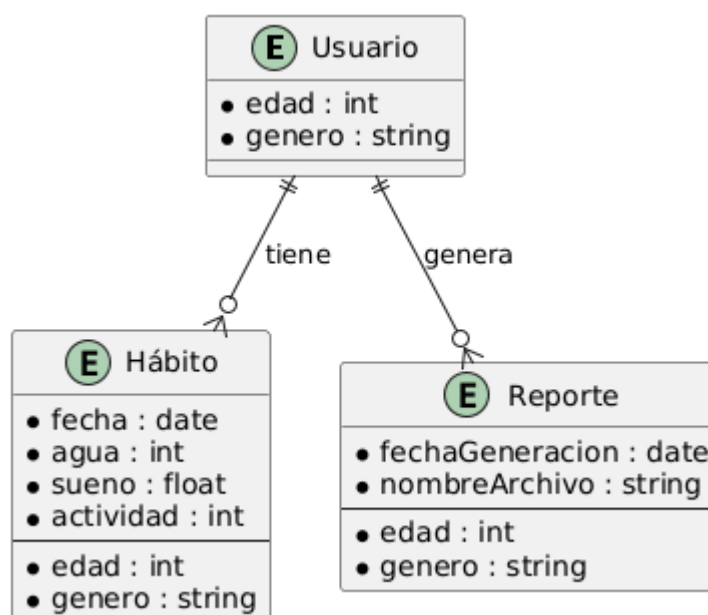 E Usuario
• edad : int
• genero : string
tiene
genera
E Hábito
• fecha : date
• agua : int
• sueno : float
• actividad : int
• edad : int
• genero : string
E Reporte
• fechaGeneracion : date
• nombreArchivo : string
• edad : int
• genero : string